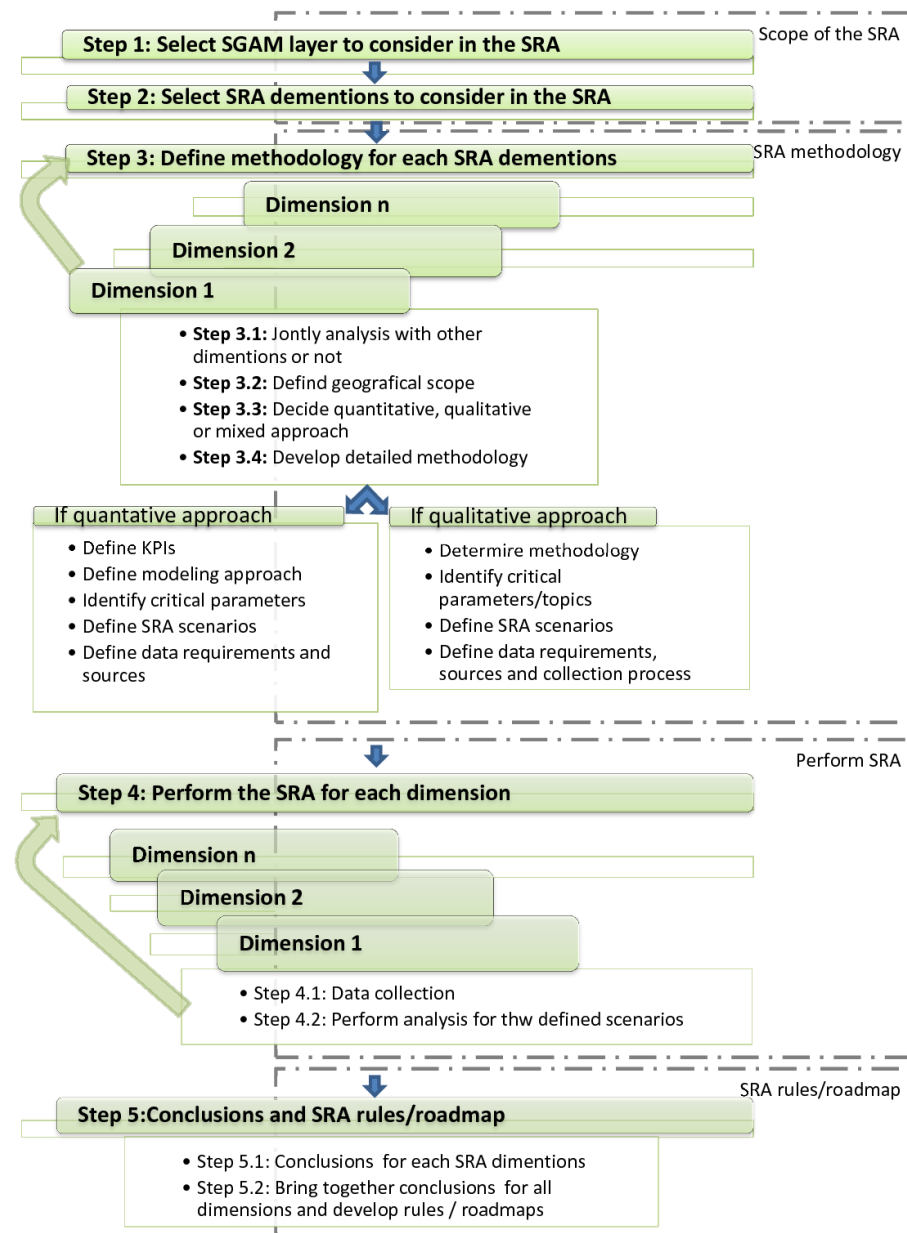 Scope of the SRA
Step 1: Select SGAM layer to consider in the SRA
Step 2: Select SRA dementions to consider in the SRA
SRA methodology
Step 3: Define methodology for each SRA dementions
Dimension n
Dimension 2
Dimension 1
• Step 3.1: Jontly analysis with other
dimentions or not
• Step 3.2: Defind geografical scope
• Step 3.3: Decide quantitative, qualitative
or mixed approach
• Step 3.4: Develop detailed methodology
If quantative approach
• Define KPIs
• Define modeling approach
• Identify critical parameters
• Define SRA scenarios
• Define data requirements and
sources
If qualitative approach
• Determire methodology
• Identify critical
parameters/topics
• Define SRA scenarios
• Define data requirements,
sources and collection process
Perform SRA
Step 4: Perform the SRA for each dimension
Dimension n
Dimension 2
Dimension 1
• Step 4.1: Data collection
• Step 4.2: Perform analysis for thw defined scenarios
SRA rules/roadmap
Step 5:Conclusions and SRA rules/roadmap
• Step 5.1: Conclusions for each SRA dimentions
• Step 5.2: Bring together conclusions for all
dimensions and develop rules / roadmaps